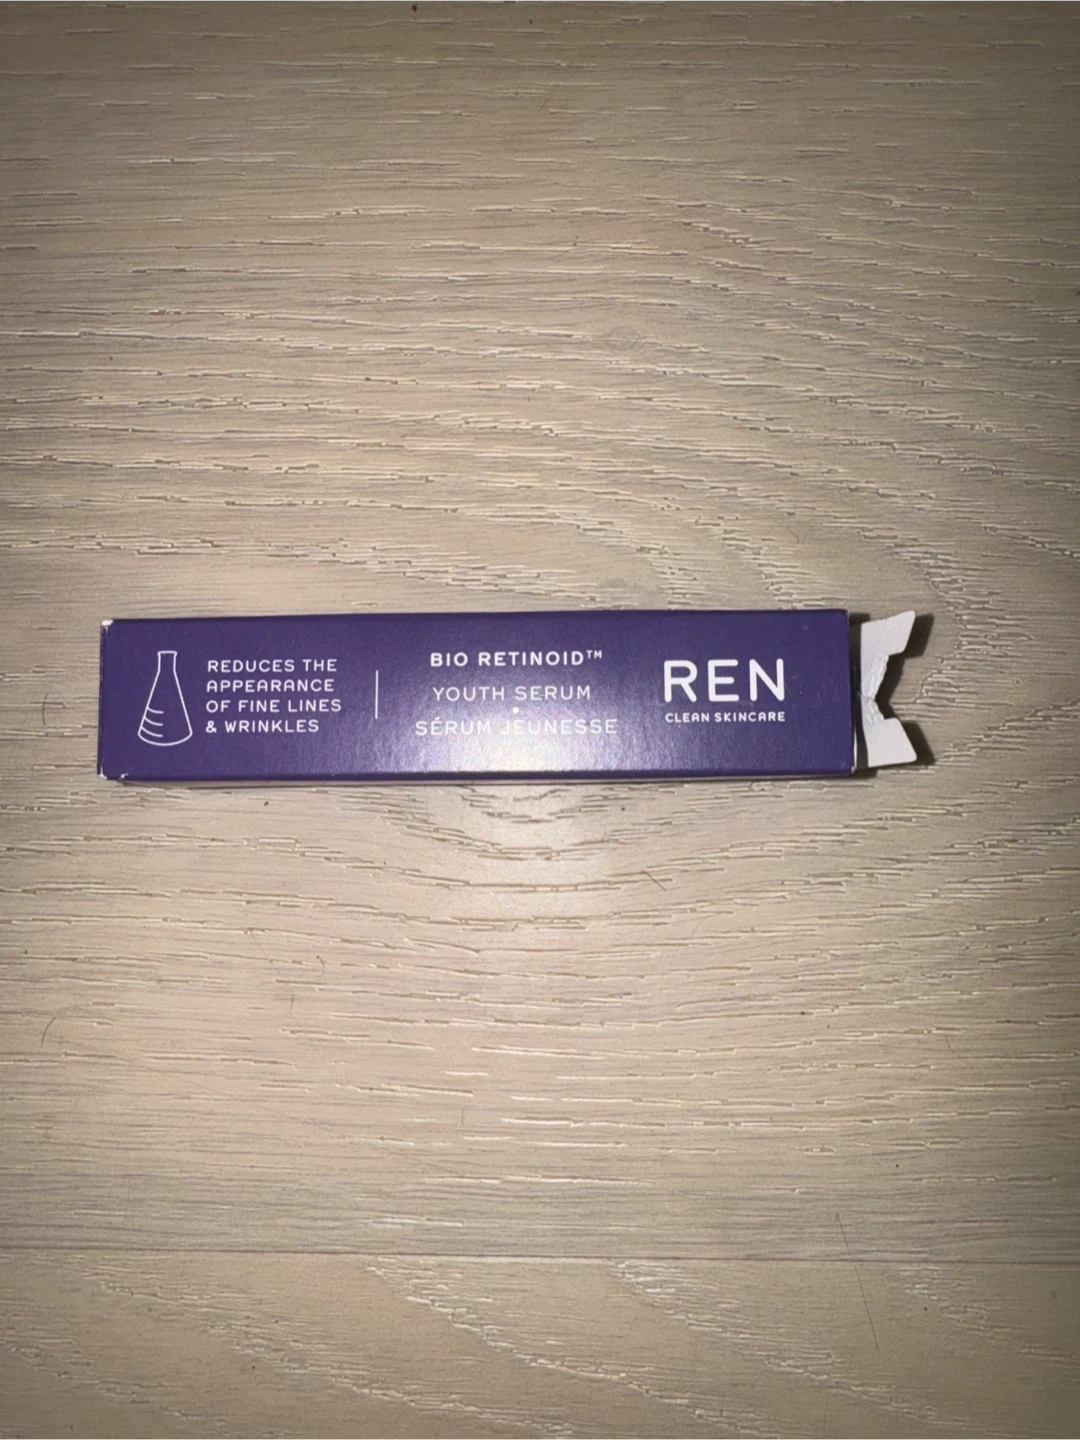 REDUCES THE
APPEARANCE
OF FINE LINES
& WRINKLES
BIO RETINOID™
YOUTH SERUM
•
SÉRUM JEUNESSE
REN
CLEAN SKINCARE